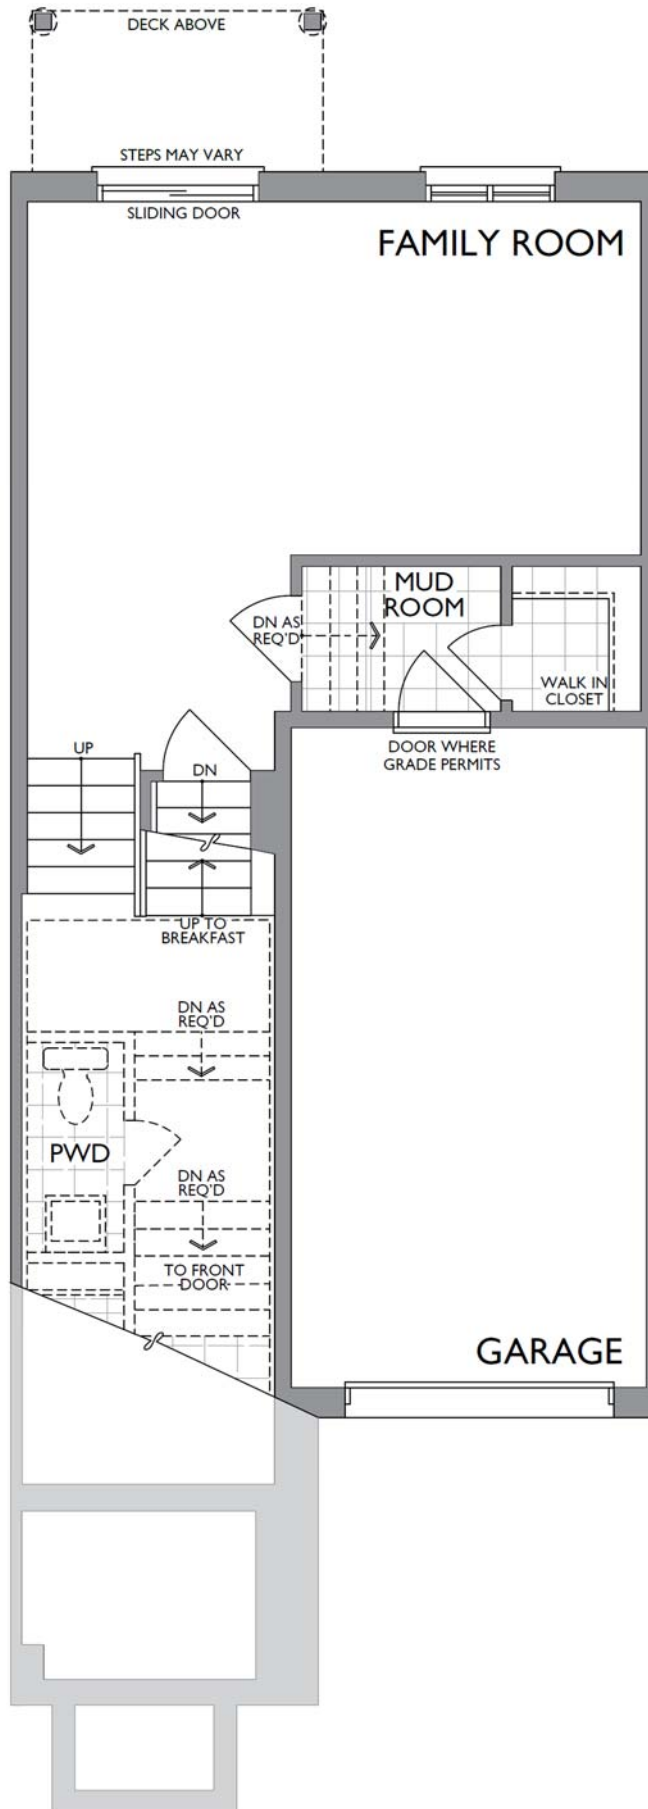 DECK ABOVE
STEPS MAY VARY
SLIDING DOOR
FAMILY ROOM
MUD
ROOM
DN AS
REQ'D
WALK IN
CLOSET
UP
DN
DOOR WHERE
GRADE PERMITS
UP TO
BREAKFAST
DN AS
REQ'D
PWD
DN AS
REQ'D
TO FRONT
DOOR
GARAGE